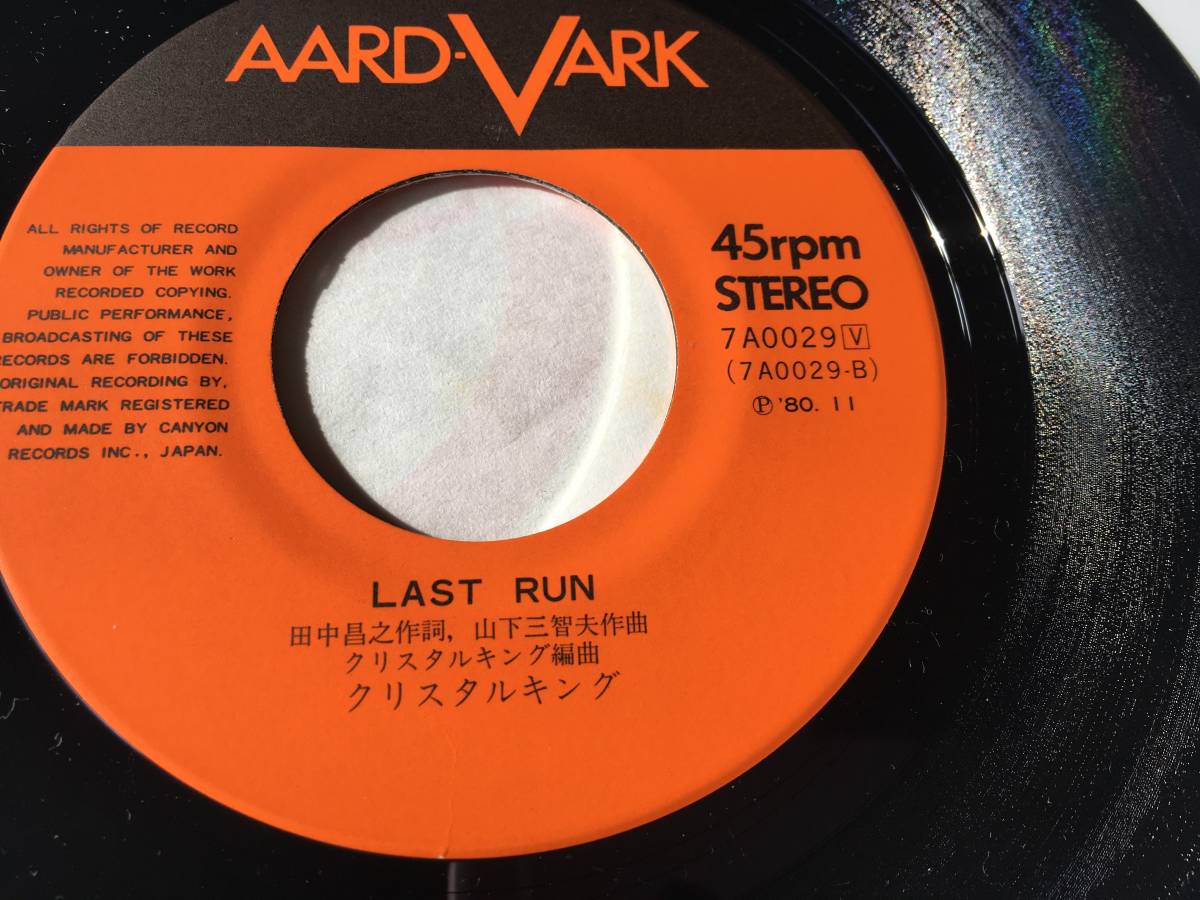 AARD-VARK
ALL RIGHTS OF RECORD
MANUFACTURER AND
OWNER OF THE WORK
RECORDED COPYING.
PUBLIC PERFORMANCE,
BROADCASTING OF THESE
RECORDS ARE FORBIDDEN.
ORIGINAL RECORDING BY,
TRADE MARK REGISTERED
AND MADE BY CANYON
RECORDS INC., JAPAN.
45rpm
STEREO
7A0029 V
(7A0029-B)
Ⓟ'80. 11
LAST RUN
田中昌之作詞, 山下三智夫作曲
クリスタルキング編曲
クリスタルキング